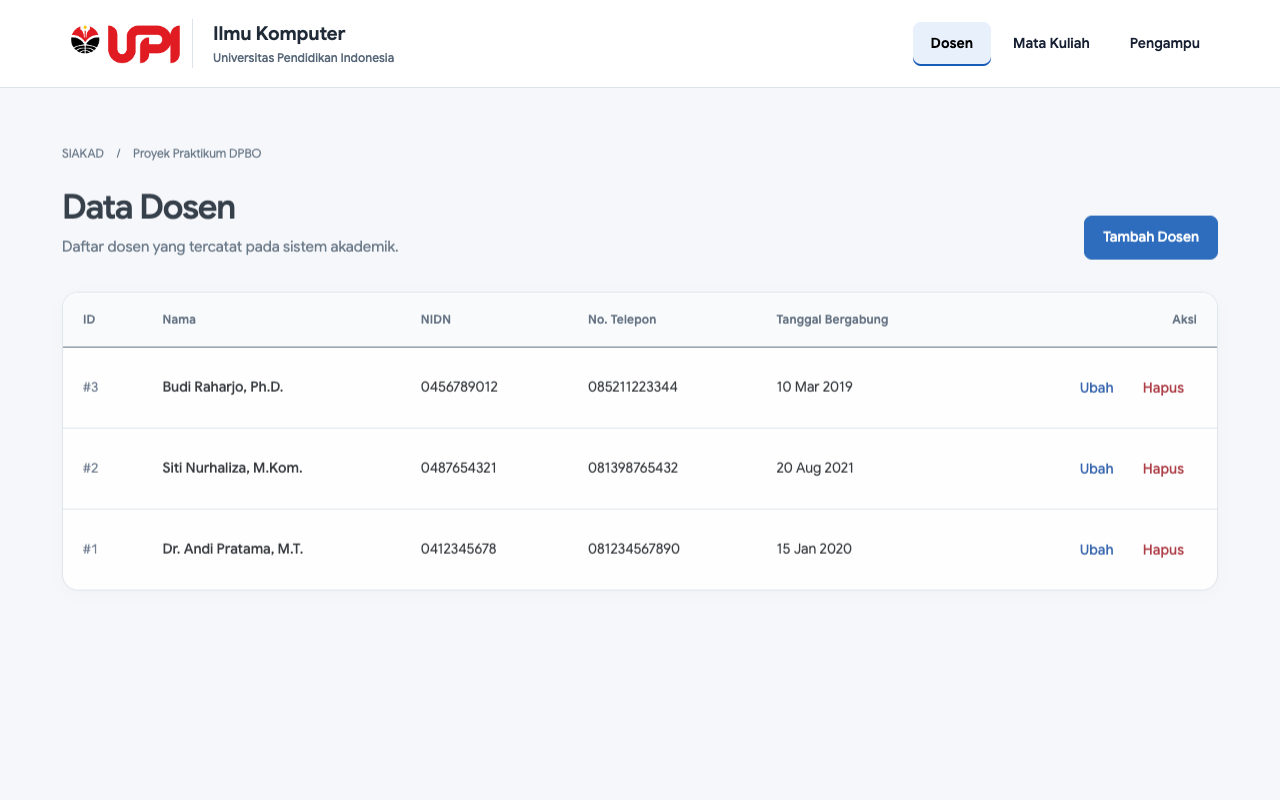 UPI
Ilmu Komputer
Universitas Pendidikan Indonesia
Dosen Mata Kuliah Pengampu
SIAKAD / Proyek Praktikum DPBO
Data Dosen
Daftar dosen yang tercatat pada sistem akademik.
Tambah Dosen
ID Nama NIDN No. Telepon Tanggal Bergabung Aksi
#3 Budi Raharjo, Ph.D. 0456789012 085211223344 10 Mar 2019 Ubah Hapus
#2 Siti Nurhaliza, M.Kom. 0487654321 081398765432 20 Aug 2021 Ubah Hapus
#1 Dr. Andi Pratama, M.T. 0412345678 081234567890 15 Jan 2020 Ubah Hapus